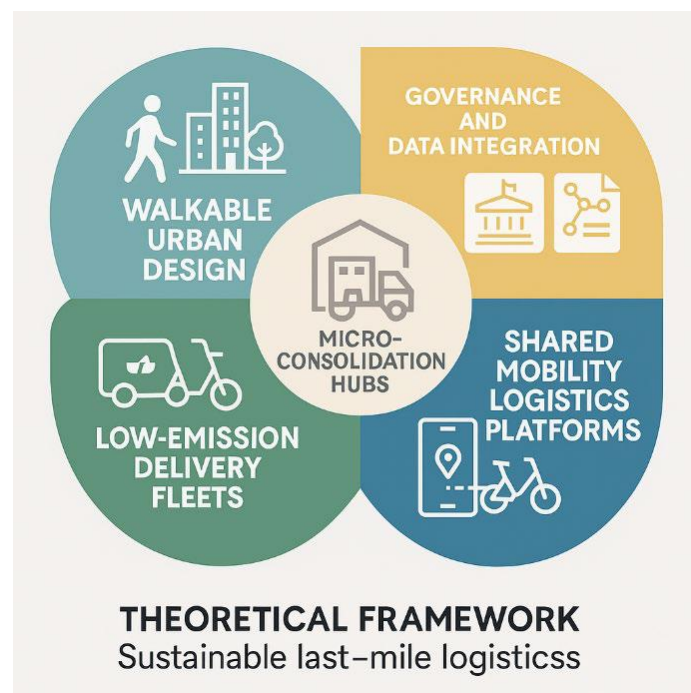 WALKABLE
URBAN
DESIGN
GOVERNANCE
AND
DATA INTEGRATION
MICRO-
CONSOLIDATION
HUBS
LOW-EMISSION
DELIVERY
FLEETS
SHARED
MOBILITY
LOGISTICS
PLATFORMS
THEORETICAL FRAMEWORK
Sustainable last–mile logisticss